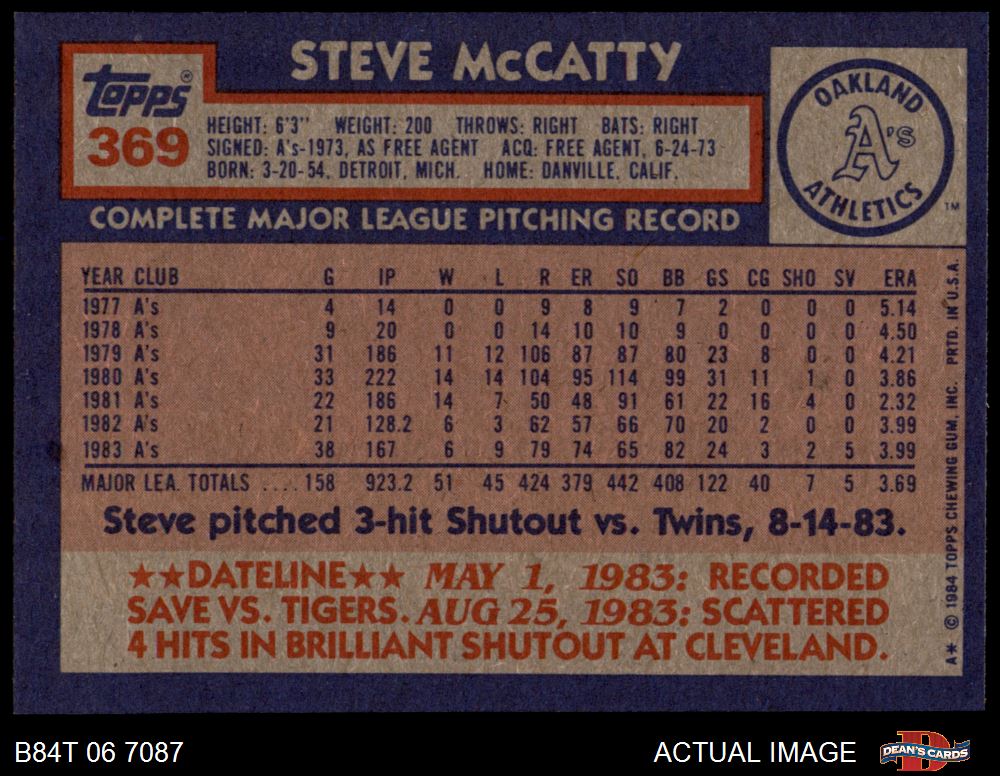 STEVE McCATTY
topps®
369
HEIGHT: 6'3" WEIGHT: 200 THROWS: RIGHT BATS: RIGHT
SIGNED: A's-1973, AS FREE AGENT ACQ: FREE AGENT, 6-24-73
BORN: 3-20-54, DETROIT, MICH. HOME: DANVILLE, CALIF.
OAKLAND
A's
ATHLETICS
TM
COMPLETE MAJOR LEAGUE PITCHING RECORD
YEAR CLUB G IP W L R ER SO BB GS CG SHO SV ERA
1977 A's 4 14 0 0 9 8 9 7 2 0 0 0 5.14
1978 A's 9 20 0 0 14 10 10 9 0 0 0 0 4.50
1979 A's 31 186 11 12 106 87 87 80 23 8 0 0 4.21
1980 A's 33 222 14 14 104 95 114 99 31 11 1 0 3.86
1981 A's 22 186 14 7 50 48 91 61 22 16 4 0 2.32
1982 A's 21 128.2 6 3 62 57 66 70 20 2 0 0 3.99
1983 A's 38 167 6 9 79 74 65 82 24 3 2 5 3.99
MAJOR LEA. TOTALS .... 158 923.2 51 45 424 379 442 408 122 40 7 5 3.69
Steve pitched 3-hit Shutout vs. Twins, 8-14-83.
★★DATELINE★★ MAY 1, 1983: RECORDED
SAVE VS. TIGERS. AUG 25, 1983: SCATTERED
4 HITS IN BRILLIANT SHUTOUT AT CLEVELAND.
A* © 1984 TOPPS CHEWING GUM, INC. PRTD. IN U.S.A.
B84T 06 7087
ACTUAL IMAGE
D
DEAN'S CARDS